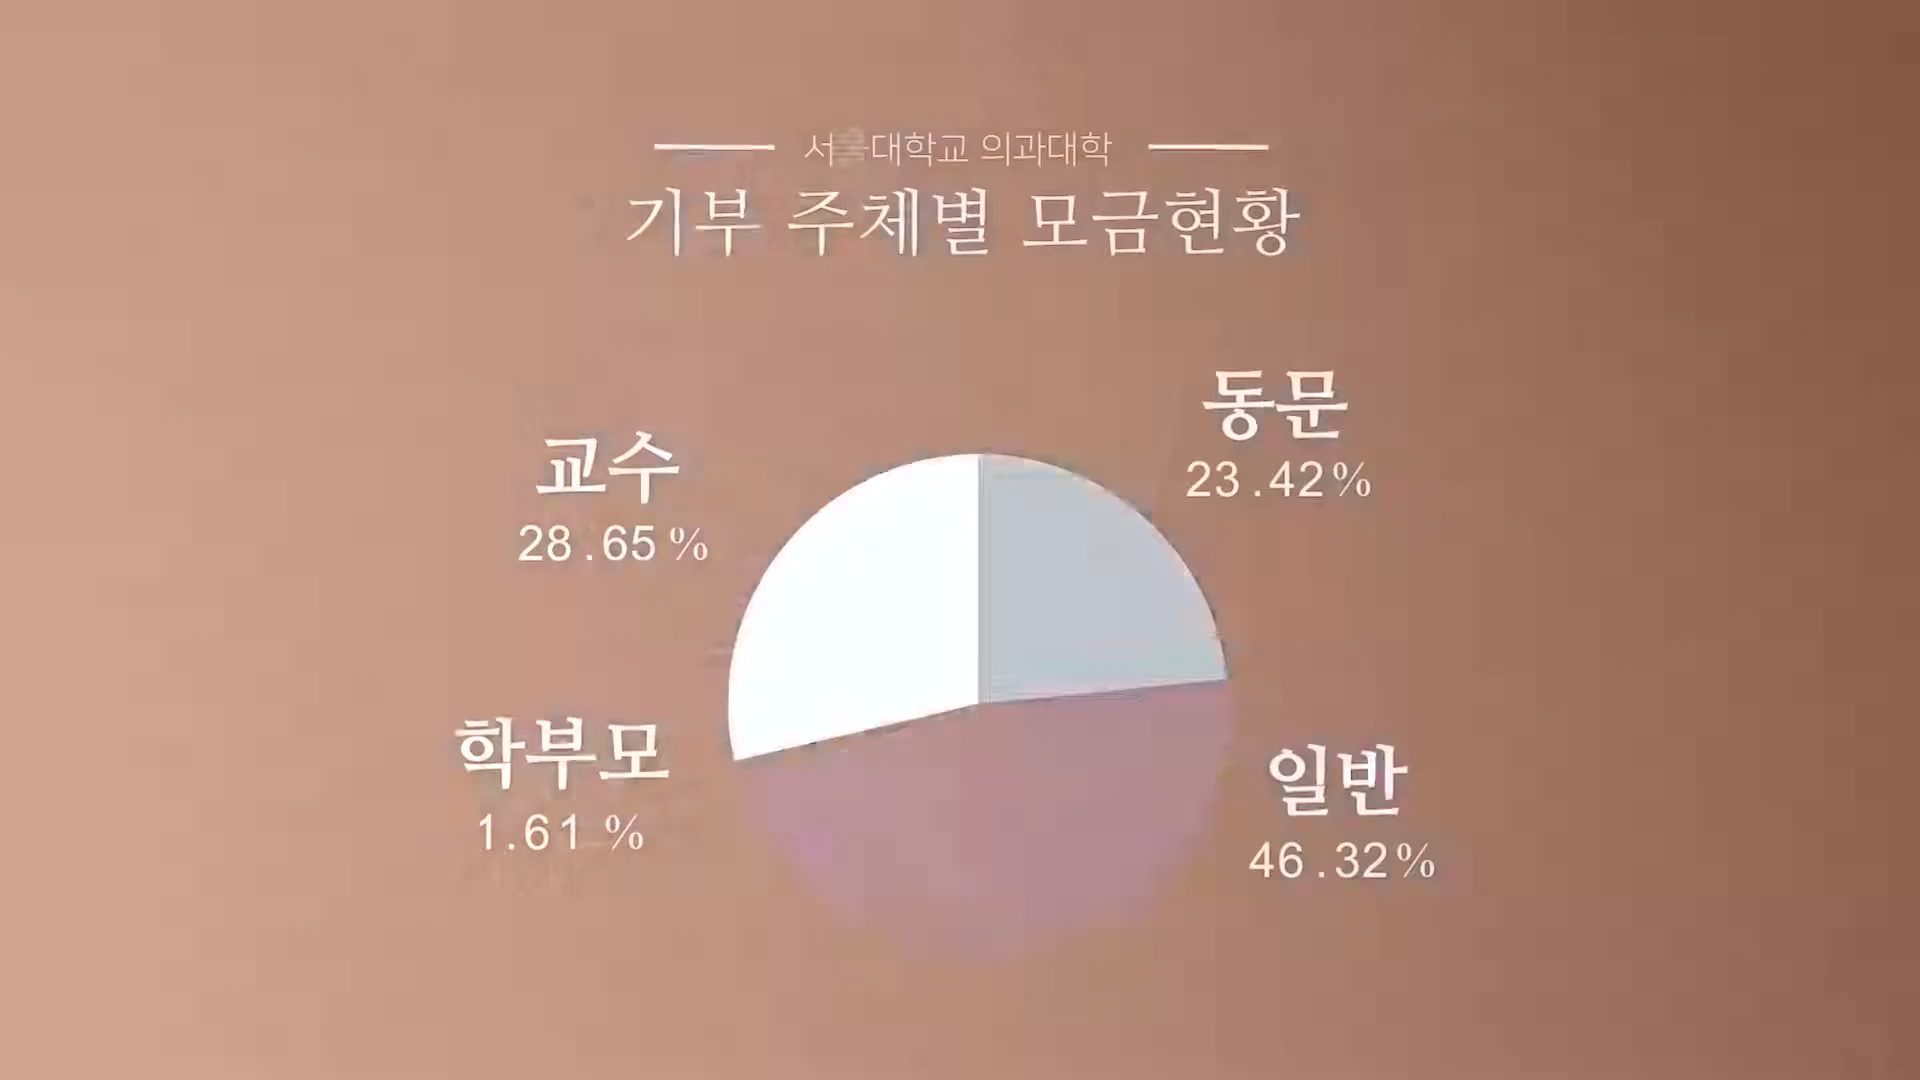 서울대학교 의과대학
기부 주체별 모금현황
동문
23.42%
교수
28.65%
학부모
1.61%
일반
46.32%